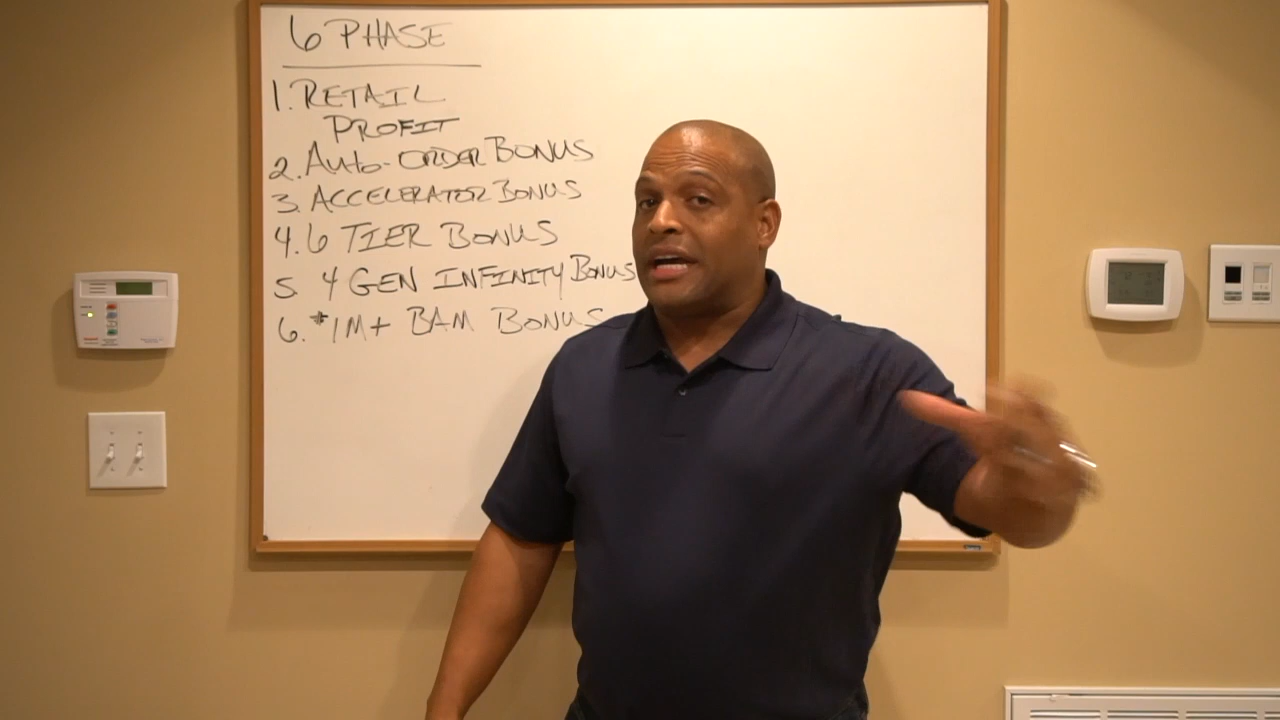 6 PHASE
1. RETAIL
PROFIT
2. AUTO-ORDER BONUS
3. ACCELERATOR BONUS
4. 6 TIER BONUS
5. 4 GEN INFINITY BONUS
6. $1M+ BAM BONUS